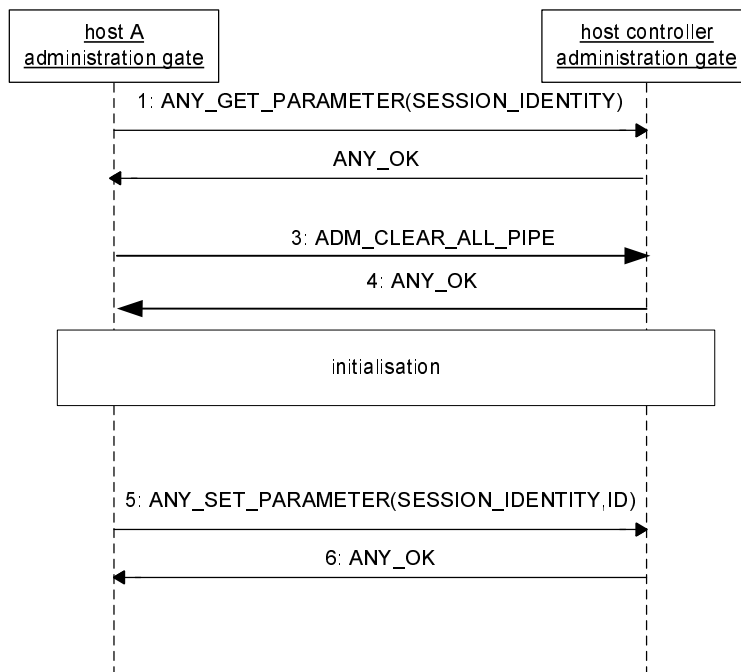 host A
administration gate
host controller
administration gate
1: ANY_GET_PARAMETER(SESSION_IDENTITY)
ANY_OK
3: ADM_CLEAR_ALL_PIPE
4: ANY_OK
initialisation
5: ANY_SET_PARAMETER(SESSION_IDENTITY,ID)
6: ANY_OK